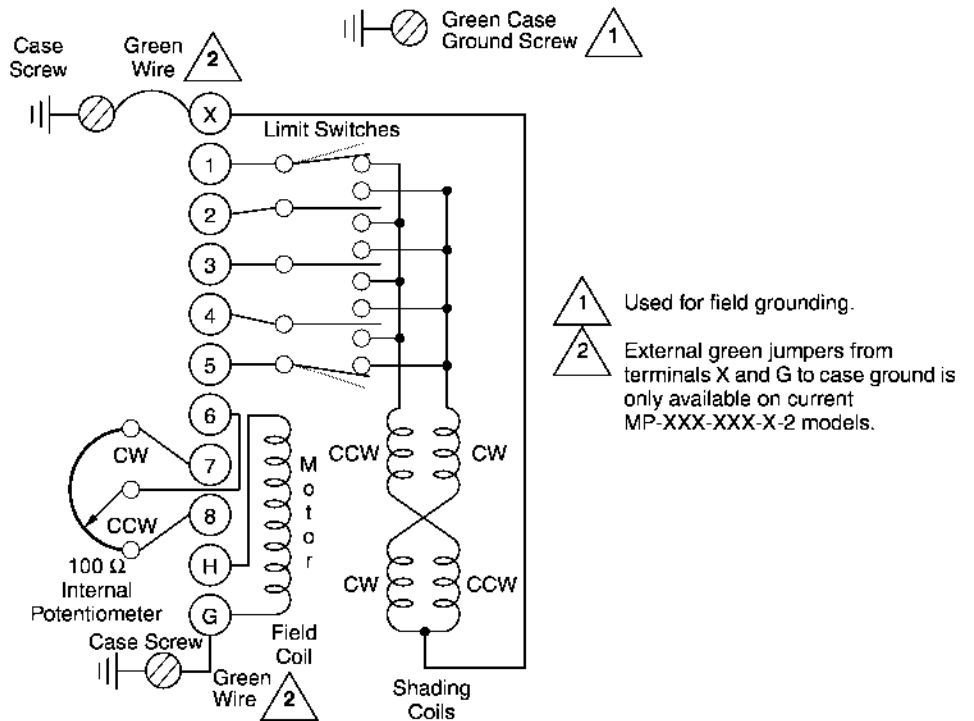 Green Case
Ground Screw
1
Case
Screw
Green
Wire
2
X
Limit Switches
1
2
3
4
5
6
7
8
H
G
CW
CCW
100 Ω
Internal
Potentiometer
Motor
Field
Coil
Case Screw
Green
Wire
2
CCW
CW
CW
CCW
Shading
Coils
1
Used for field grounding.
2
External green jumpers from
terminals X and G to case ground is
only available on current
MP-XXX-XXX-X-2 models.